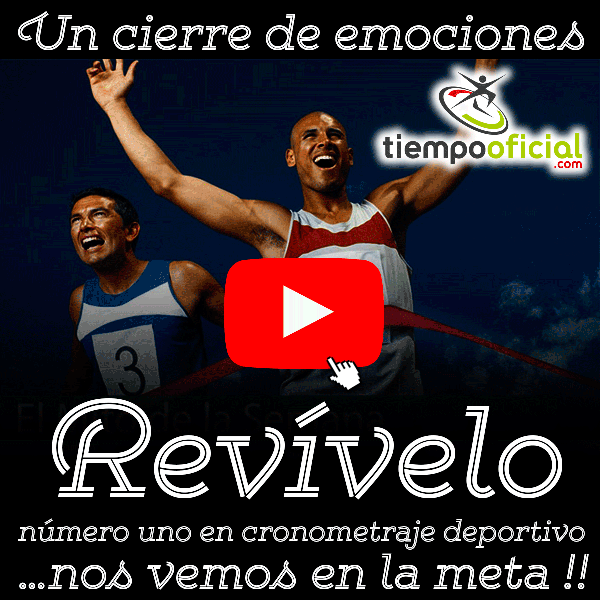 Un cierre de emociones
tiempooficial
.com
3
Revívelo
número uno en cronometraje deportivo
...nos vemos en la meta !!